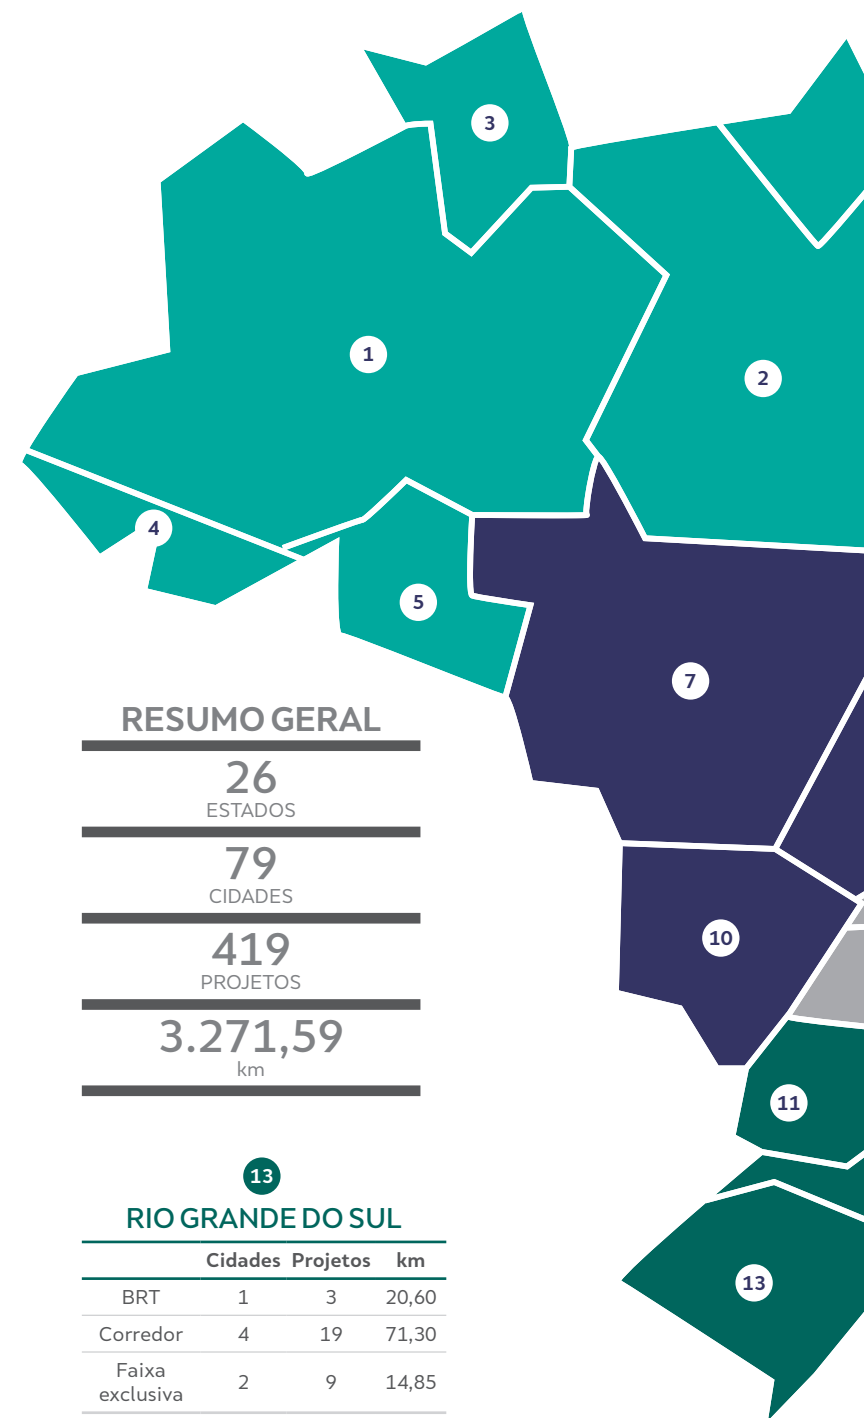 3
1
2
4
5
7
RESUMO GERAL
26
ESTADOS
79
CIDADES
419
PROJETOS
3.271,59
km
10
11
13
13
RIO GRANDE DO SUL
Cidades Projetos km
BRT 1 3 20,60
Corredor 4 19 71,30
Faixa
exclusiva 2 9 14,85